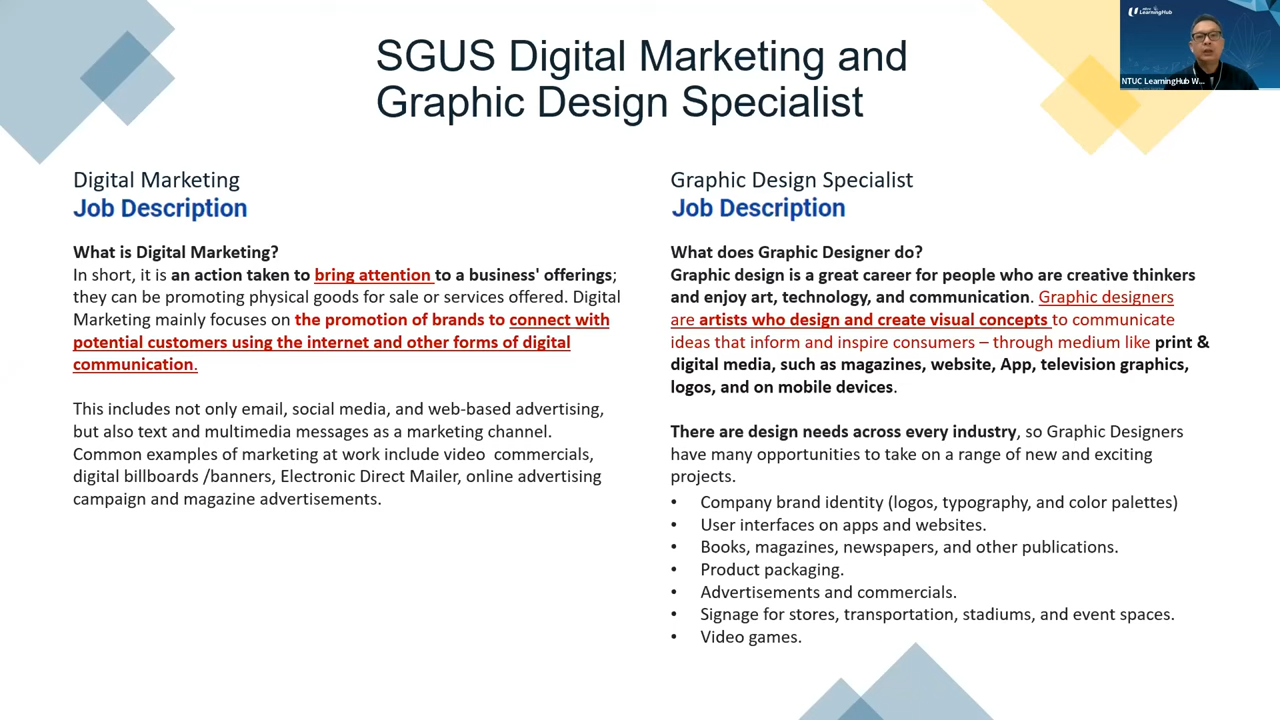 SGUS Digital Marketing and
Graphic Design Specialist
LearningHub
NTUC LearningHub W...
Digital Marketing
Job Description
What is Digital Marketing?
In short, it is an action taken to bring attention to a business' offerings;
they can be promoting physical goods for sale or services offered. Digital
Marketing mainly focuses on the promotion of brands to connect with
potential customers using the internet and other forms of digital
communication.
This includes not only email, social media, and web-based advertising,
but also text and multimedia messages as a marketing channel.
Common examples of marketing at work include video commercials,
digital billboards /banners, Electronic Direct Mailer, online advertising
campaign and magazine advertisements.
Graphic Design Specialist
Job Description
What does Graphic Designer do?
Graphic design is a great career for people who are creative thinkers
and enjoy art, technology, and communication. Graphic designers
are artists who design and create visual concepts to communicate
ideas that inform and inspire consumers – through medium like print &
digital media, such as magazines, website, App, television graphics,
logos, and on mobile devices.
There are design needs across every industry, so Graphic Designers
have many opportunities to take on a range of new and exciting
projects.
• Company brand identity (logos, typography, and color palettes)
• User interfaces on apps and websites.
• Books, magazines, newspapers, and other publications.
• Product packaging.
• Advertisements and commercials.
• Signage for stores, transportation, stadiums, and event spaces.
• Video games.